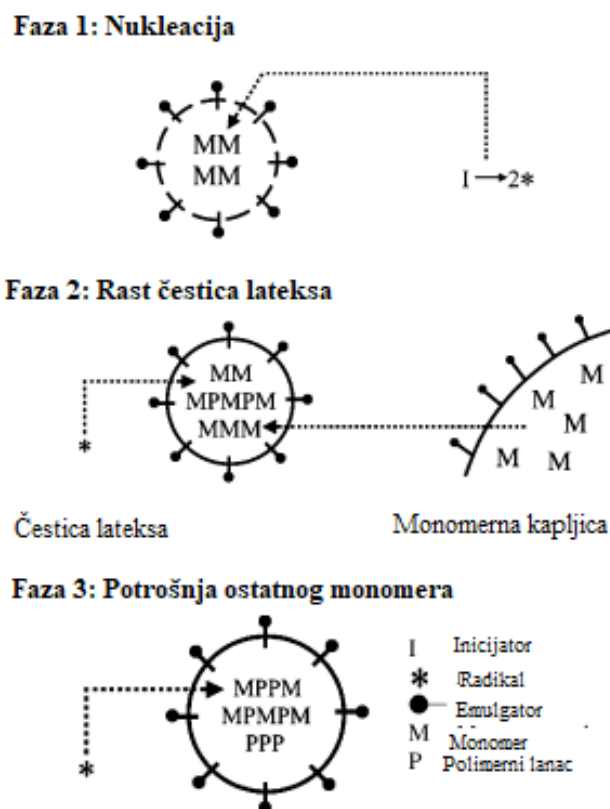 Faza 1: Nukleacija
MM
MM
I → 2*
Faza 2: Rast čestica lateksa
MM
MPMPM
MMM
*
M
M
M
M M
Čestica lateksa
Monomerna kapljica
Faza 3: Potrošnja ostatnog monomera
MPPM
MPMPM
PPP
*
I Inicijator
* Radikal
Emulgator
M Monomer
P Polimerni lanac